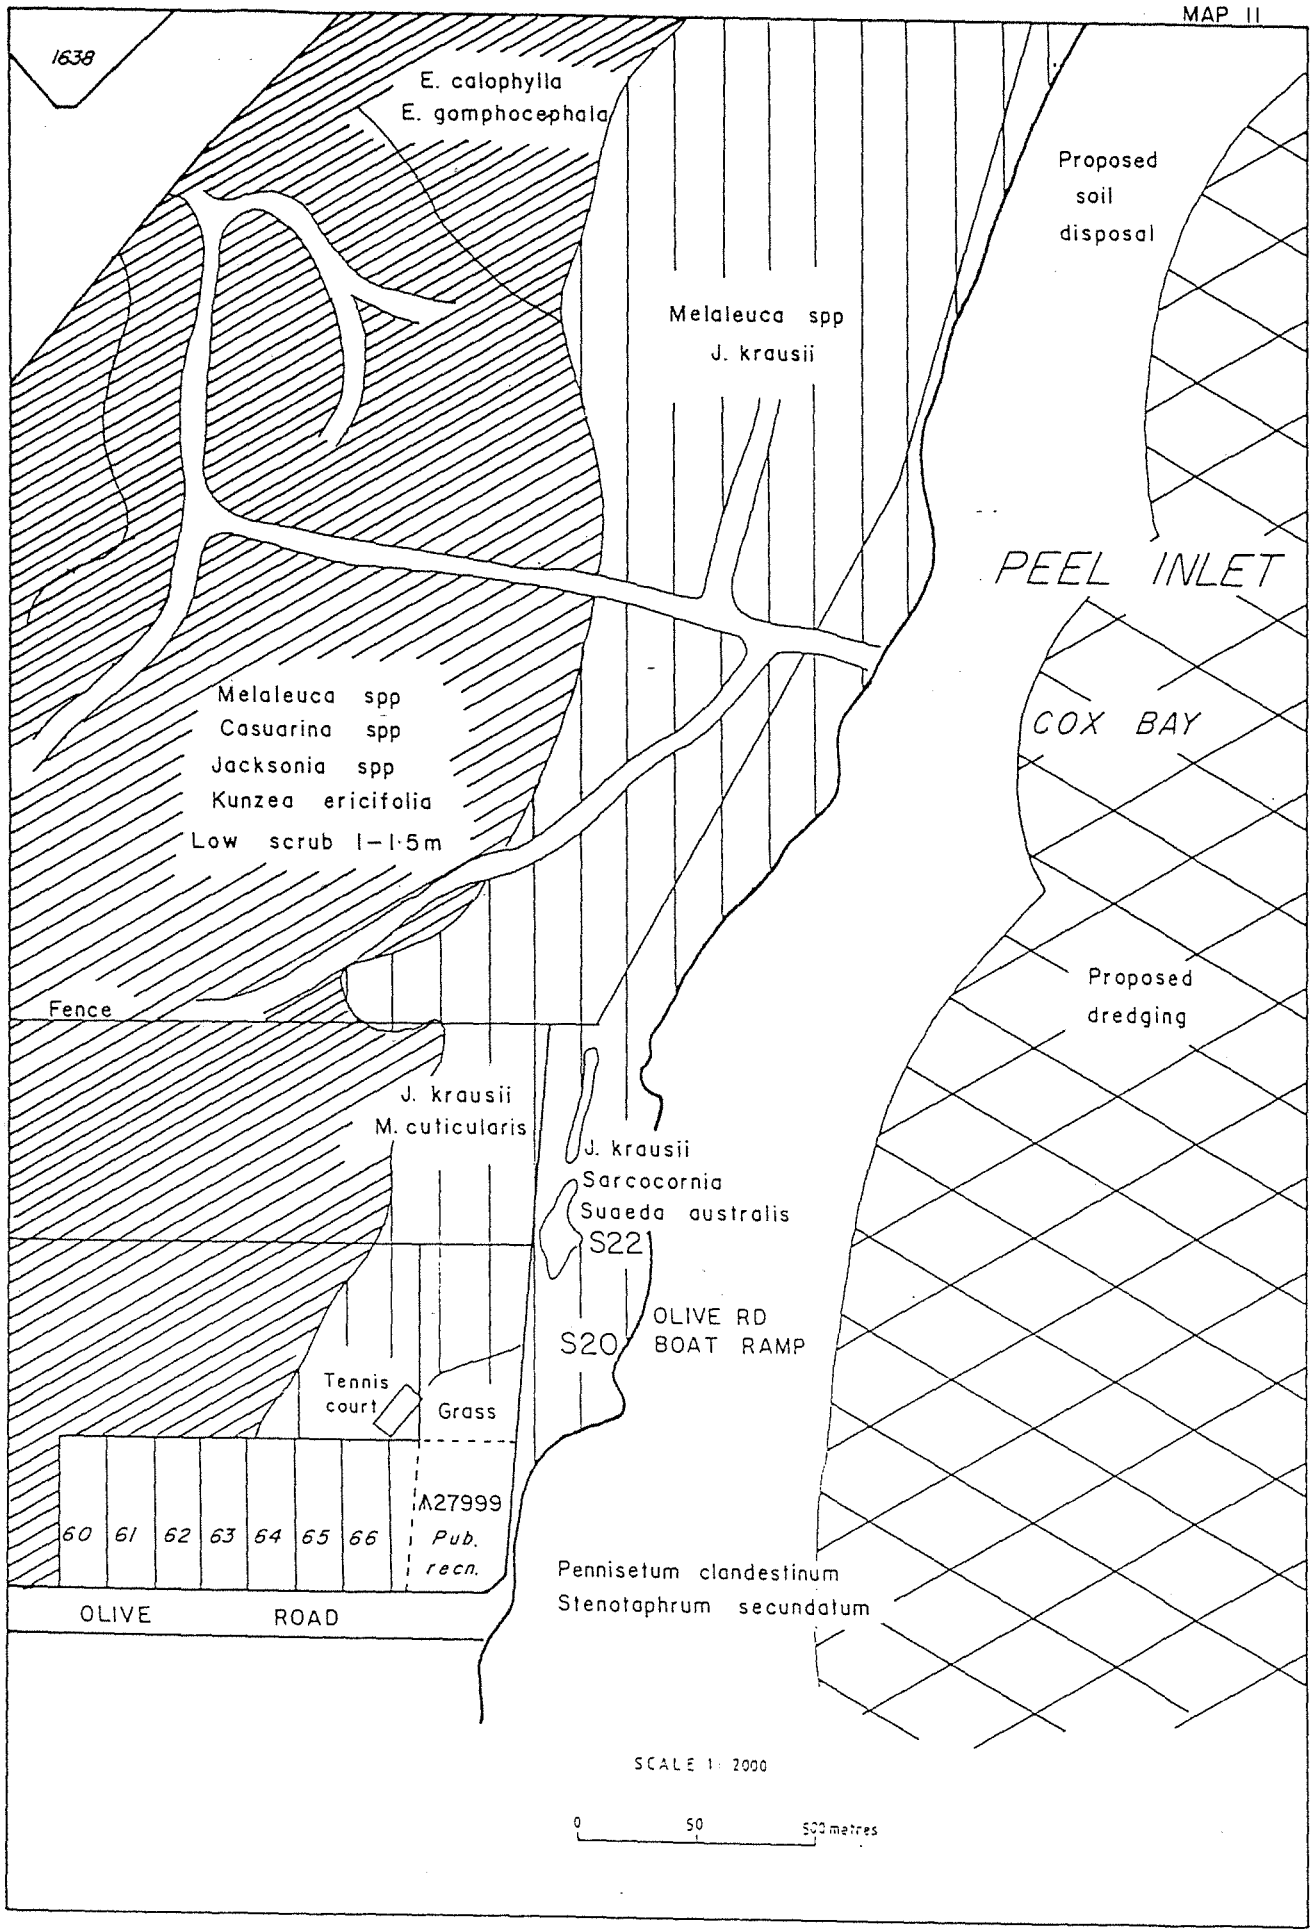 MAP 11
1638
E. calophylla
E. gomphocephala
Proposed
soil
disposal
Melaleuca spp
J. krausii
PEEL INLET
Melaleuca spp
Casuarina spp
Jacksonia spp
Kunzea ericifolia
Low scrub 1-1·5m
COX BAY
Proposed
dredging
Fence
J. krausii
M. cuticularis
J. krausii
Sarcocornia
Suaeda australis
S22
OLIVE RD
BOAT RAMP
S20
Tennis
court
Grass
A27999
Pub.
recn.
60 61 62 63 64 65 66
Pennisetum clandestinum
Stenotaphrum secundatum
OLIVE ROAD
SCALE 1: 2000
0 50 500 metres